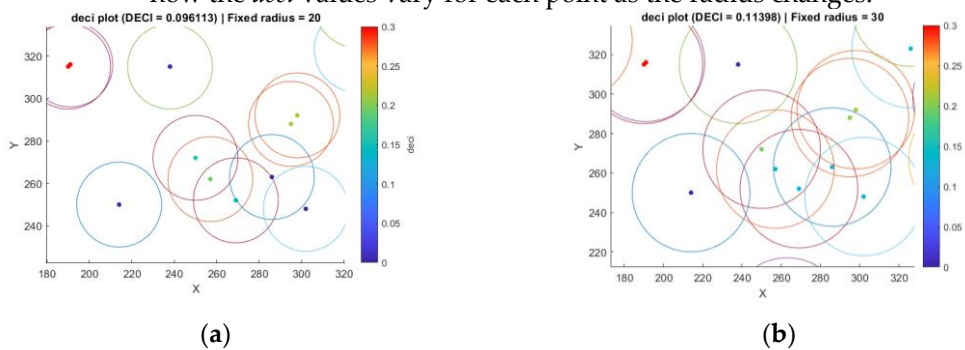 how the deci values vary for each point as the radius changes.
deci plot (DECI = 0.096113) | Fixed radius = 20
deci plot (DECI = 0.11398) | Fixed radius = 30
320
300
280
260
240
Y
180 200 220 240 260 280 300 320
X
0.3
0.25
0.2
0.15
0.1
0.05
0
deci
320
300
280
260
240
220
Y
180 200 220 240 260 280 300 320
X
0.3
0.25
0.2
0.15
0.1
0.05
0
(a)
(b)